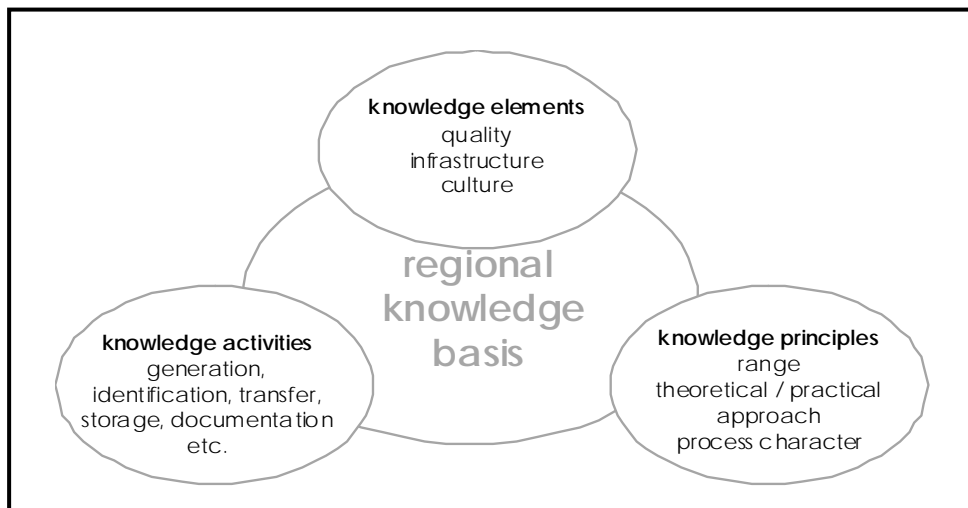 knowledge elements
quality
infrastructure
culture
regional
knowledge
basis
knowledge activities
generation,
identification, transfer,
storage, documentation
etc.
knowledge principles
range
theoretical / practical
approach
process character